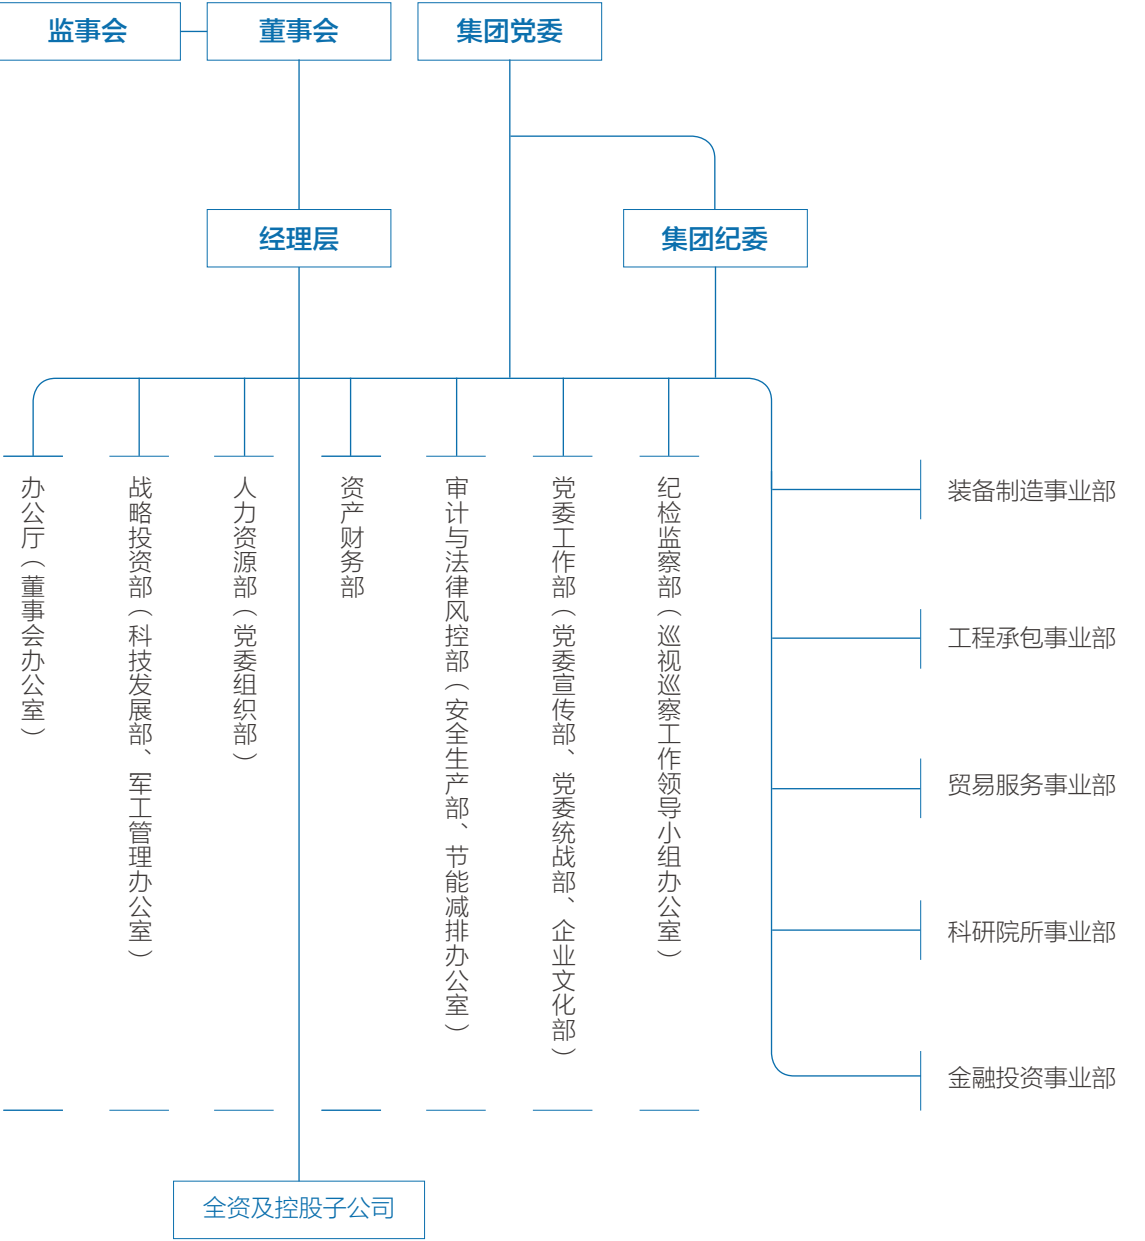 监事会
董事会
集团党委
经理层
集团纪委
办公厅（董事会办公室）
战略投资部（科技发展部、军工管理办公室）
人力资源部（党委组织部）
资产财务部
审计与法律风控部（安全生产部、节能减排办公室）
党委工作部（党委宣传部、党委统战部、企业文化部）
纪检监察部（巡视巡察工作领导小组办公室）
装备制造事业部
工程承包事业部
贸易服务事业部
科研院所事业部
金融投资事业部
全资及控股子公司